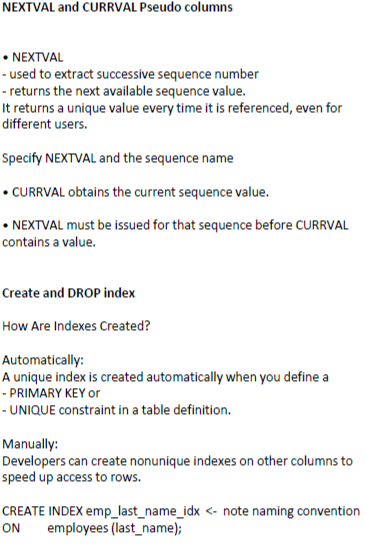 NEXTVAL and CURRVAL Pseudo columns
• NEXTVAL
- used to extract successive sequence number
- returns the next available sequence value.
It returns a unique value every time it is referenced, even for
different users.
Specify NEXTVAL and the sequence name
• CURRVAL obtains the current sequence value.
• NEXTVAL must be issued for that sequence before CURRVAL
contains a value.
Create and DROP index
How Are Indexes Created?
Automatically:
A unique index is created automatically when you define a
- PRIMARY KEY or
- UNIQUE constraint in a table definition.
Manually:
Developers can create nonunique indexes on other columns to
speed up access to rows.
CREATE INDEX emp_last_name_idx <- note naming convention
ON employees (last_name);